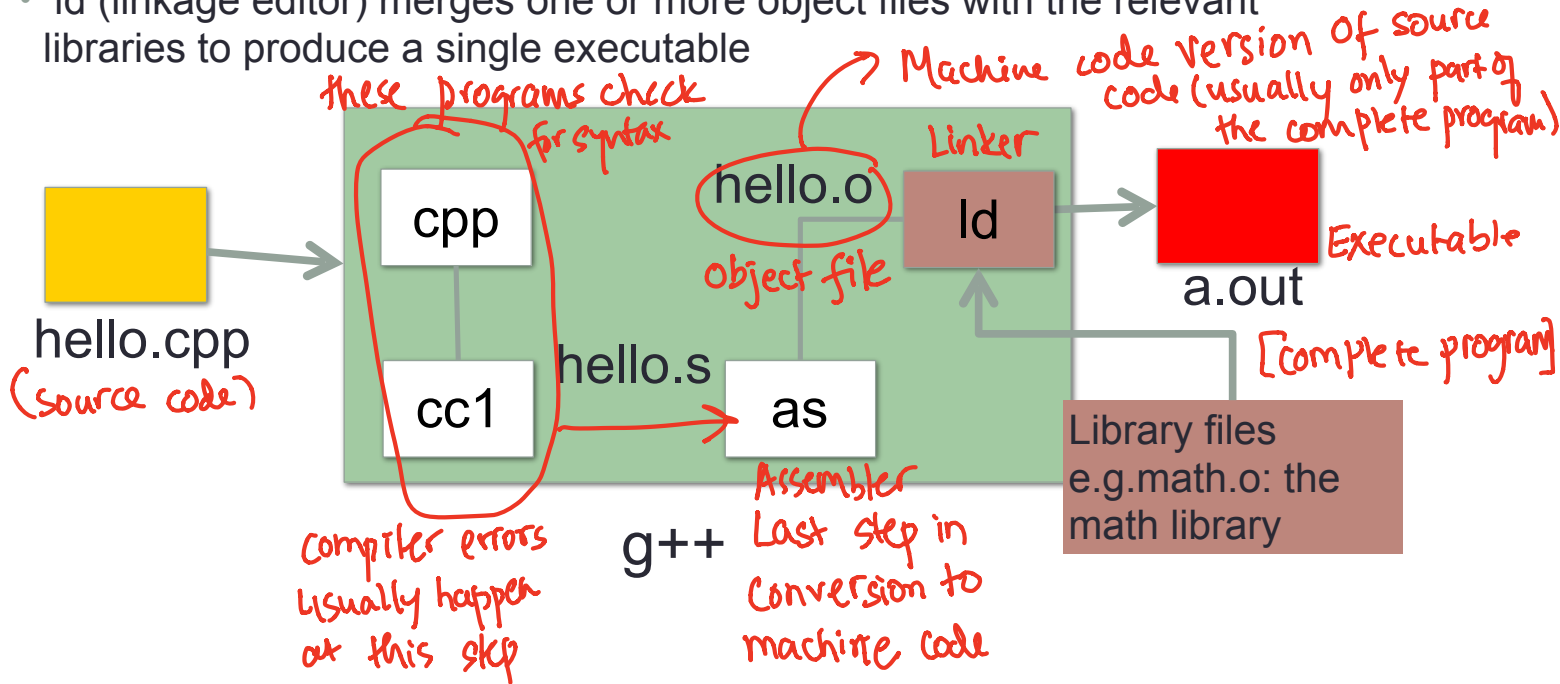 • ld (linkage editor) merges one or more object files with the relevant
libraries to produce a single executable
these programs check
for syntax
Machine code version of source
code (usually only part of
the complete program)
Linker
cpp
hello.o
ld
Object file
Executable
a.out
[complete program]
hello.cpp
(source code)
hello.s
cc1
as
Library files
e.g.math.o: the
math library
Assembler
Last step in
conversion to
machine code
g++
compiler errors
usually happen
at this step